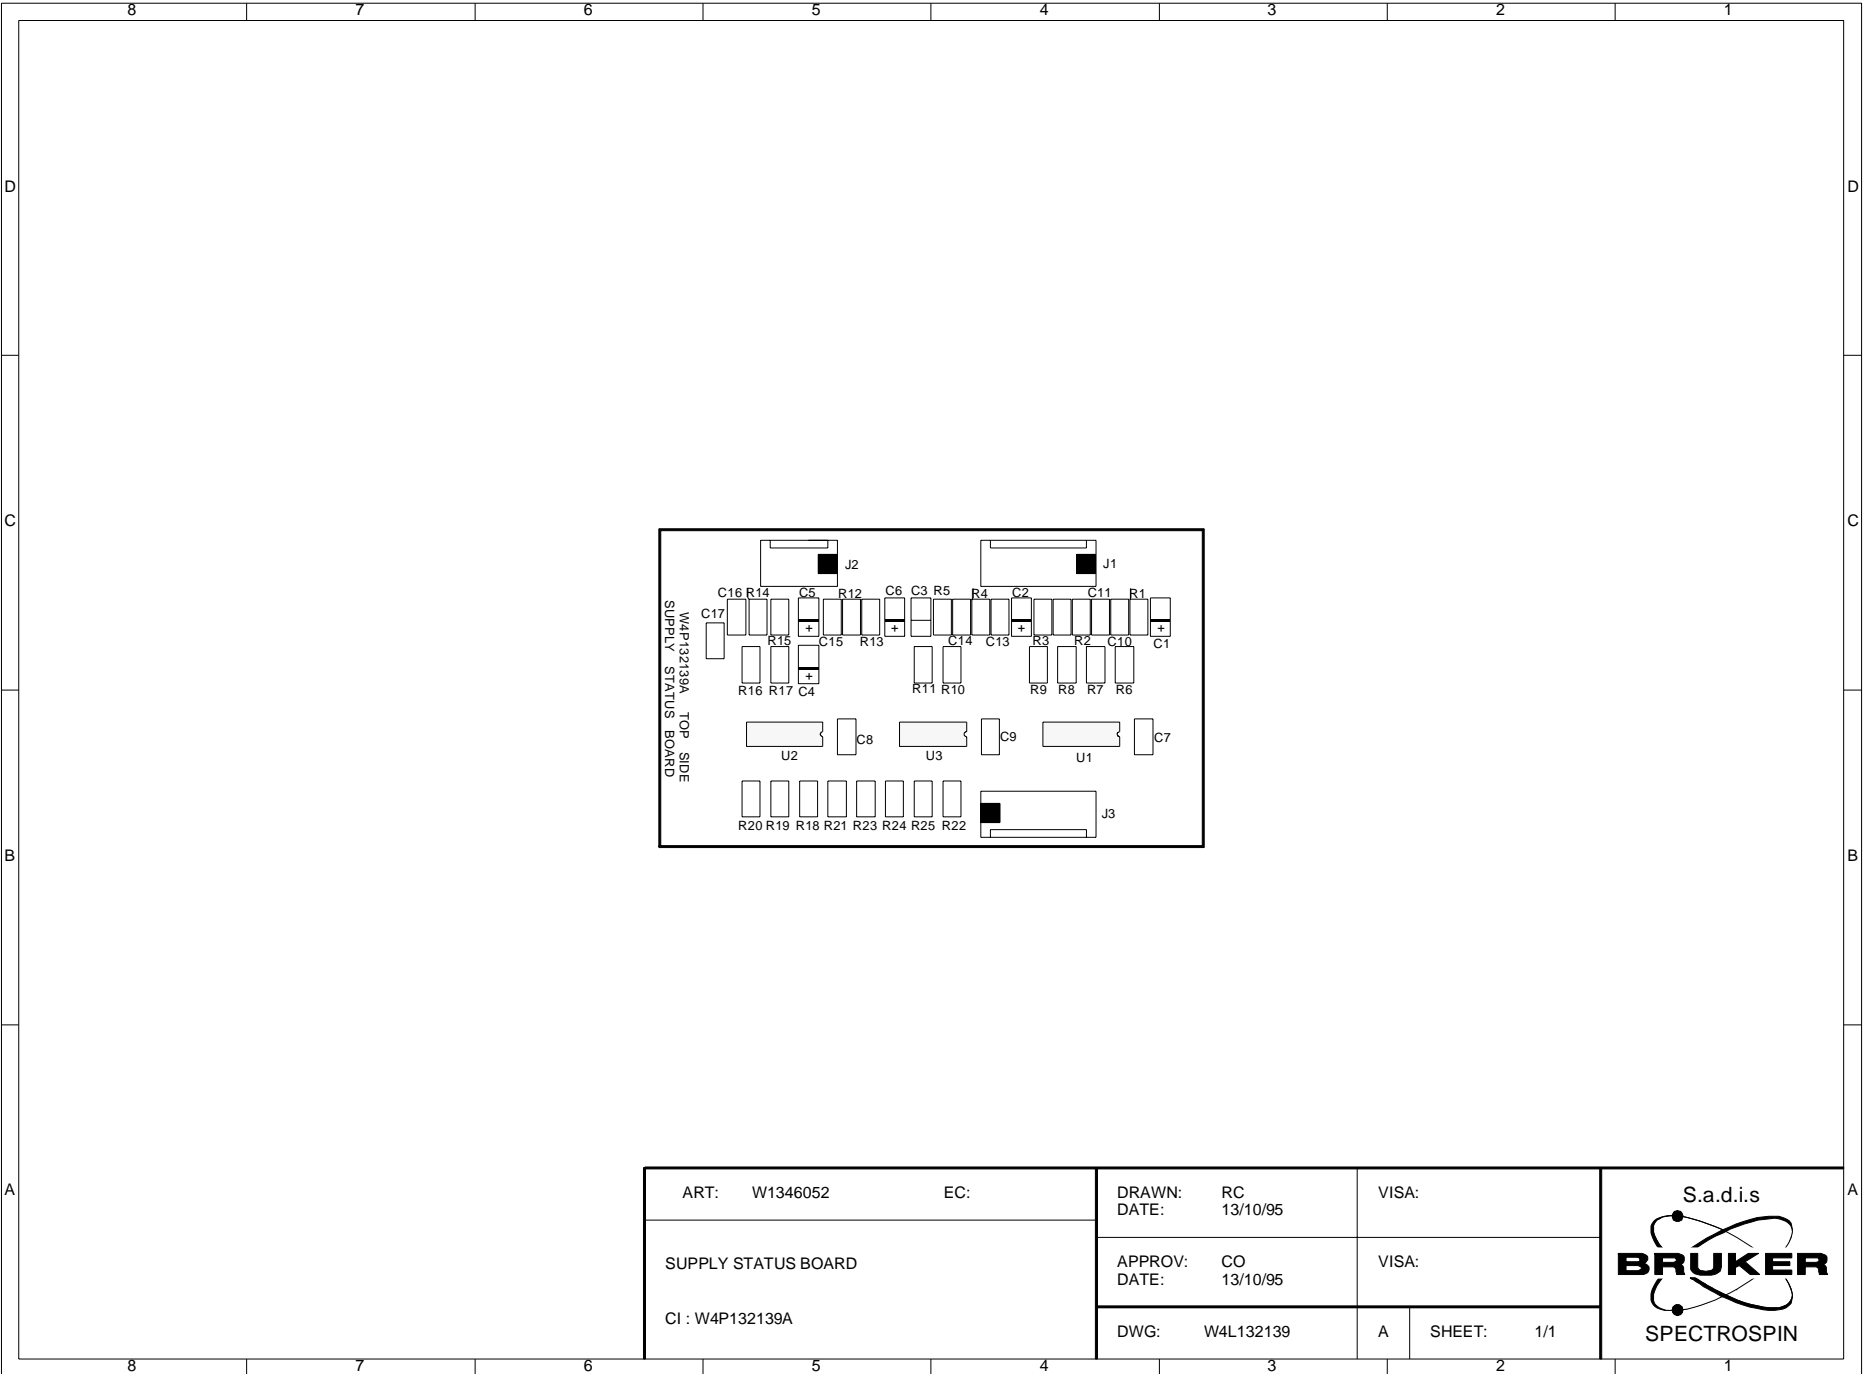 8 7 6 5 4 3 2 1
D D
C C
J2 J1
C16 R14 C5 R12 C6 C3 R5 R4 C2 C11 R1
C17
R15 C15 R13 C14 C13 R3 R2 C10 C1
+ + + +
+
R16 R17 C4 R11 R10 R9 R8 R7 R6
W4P132139A TOP SIDE
SUPPLY STATUS BOARD
C8 C9 C7
U2 U3 U1
J3
R20 R19 R18 R21 R23 R24 R25 R22
B B
A A
ART: W1346052 EC:
SUPPLY STATUS BOARD
CI : W4P132139A
DRAWN: RC
DATE: 13/10/95
VISA:
APPROV: CO
DATE: 13/10/95
VISA:
DWG: W4L132139 A SHEET: 1/1
S.a.d.i.s
BRUKER
SPECTROSPIN
8 7 6 5 4 3 2 1